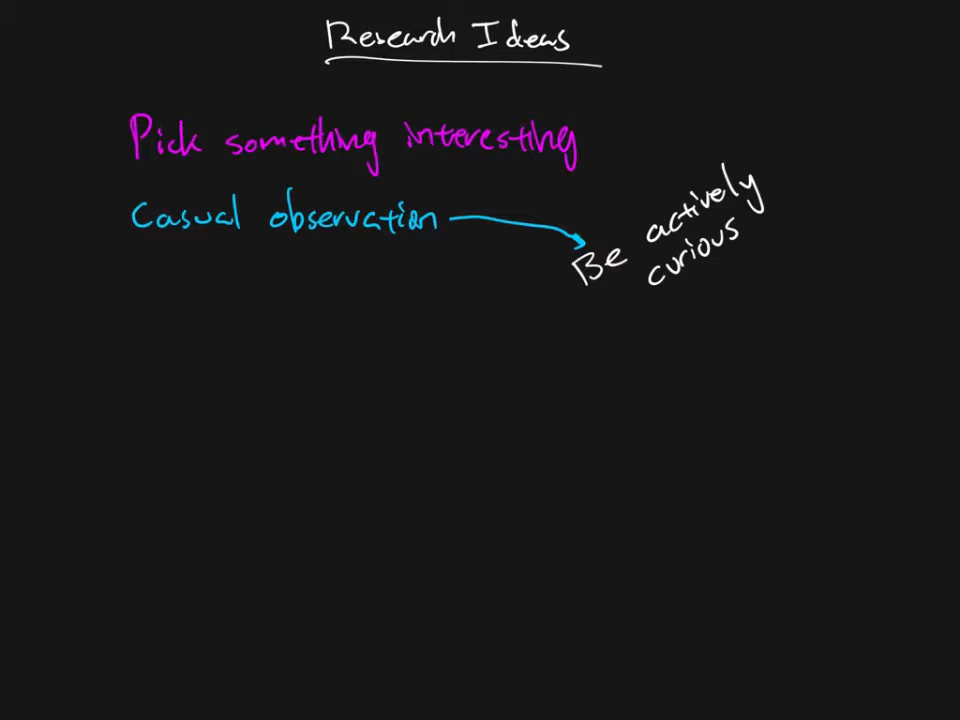 Research Ideas
Pick something interesting
Casual observation
Be actively
curious